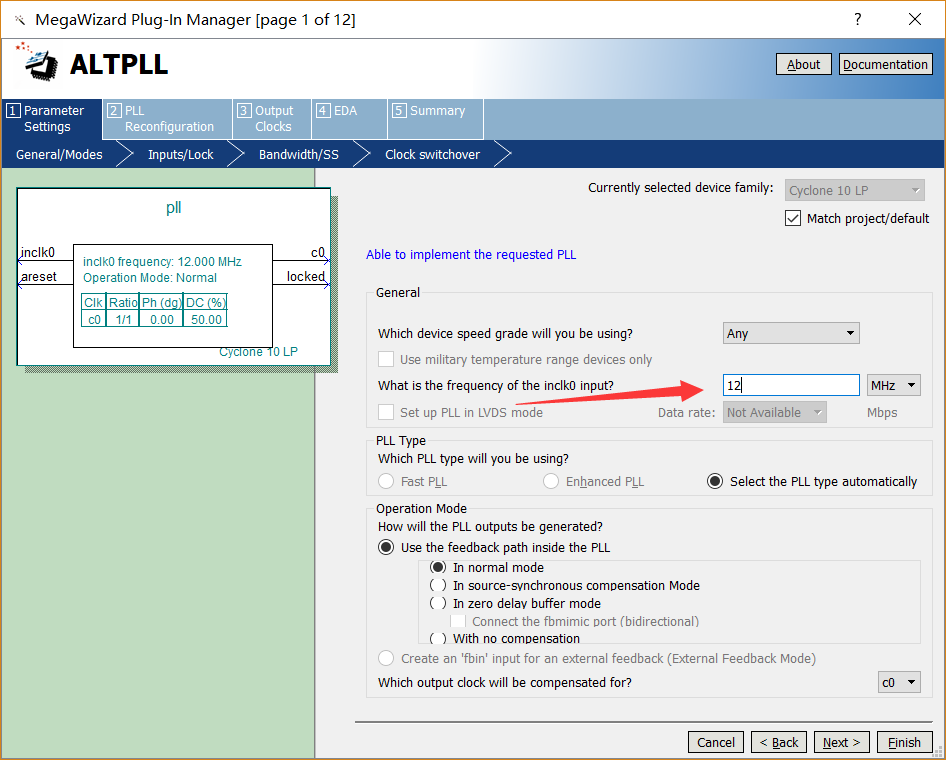 MegaWizard Plug-In Manager [page 1 of 12]
ALTPLL
About
Documentation
1 Parameter Settings
2 PLL Reconfiguration
3 Output Clocks
4 EDA
5 Summary
General/Modes
Inputs/Lock
Bandwidth/SS
Clock switchover
pll
inclk0
areset
inclk0 frequency: 12.000 MHz
Operation Mode: Normal
Clk Ratio Ph (dg) DC (%)
c0 1/1 0.00 50.00
c0
locked
Cyclone 10 LP
Currently selected device family:
Cyclone 10 LP
Match project/default
Able to implement the requested PLL
General
Which device speed grade will you be using?
Any
Use military temperature range devices only
What is the frequency of the inclk0 input?
12
MHz
Set up PLL in LVDS mode
Data rate:
Not Available
Mbps
PLL Type
Which PLL type will you be using?
Fast PLL
Enhanced PLL
Select the PLL type automatically
Operation Mode
How will the PLL outputs be generated?
Use the feedback path inside the PLL
In normal mode
In source-synchronous compensation Mode
In zero delay buffer mode
Connect the fbmimic port (bidirectional)
With no compensation
Create an 'fbin' input for an external feedback (External Feedback Mode)
Which output clock will be compensated for?
c0
Cancel
< Back
Next >
Finish